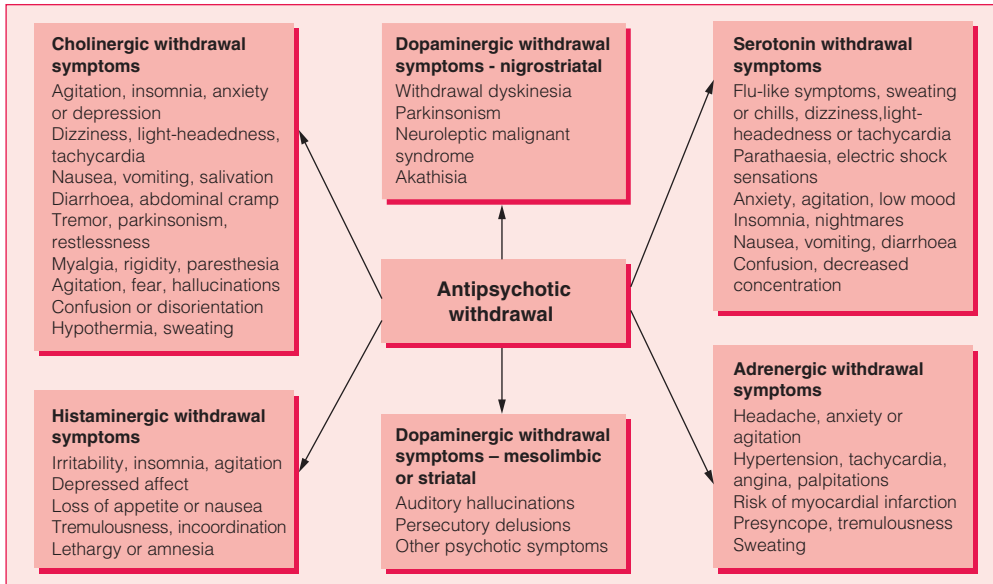 Cholinergic withdrawal
symptoms
Agitation, insomnia, anxiety
or depression
Dizziness, light-headedness,
tachycardia
Nausea, vomiting, salivation
Diarrhoea, abdominal cramp
Tremor, parkinsonism,
restlessness
Myalgia, rigidity, paresthesia
Agitation, fear, hallucinations
Confusion or disorientation
Hypothermia, sweating
Dopaminergic withdrawal
symptoms - nigrostriatal
Withdrawal dyskinesia
Parkinsonism
Neuroleptic malignant
syndrome
Akathisia
Serotonin withdrawal
symptoms
Flu-like symptoms, sweating
or chills, dizziness,light-
headedness or tachycardia
Parathaesia, electric shock
sensations
Anxiety, agitation, low mood
Insomnia, nightmares
Nausea, vomiting, diarrhoea
Confusion, decreased
concentration
Antipsychotic
withdrawal
Histaminergic withdrawal
symptoms
Irritability, insomnia, agitation
Depressed affect
Loss of appetite or nausea
Tremulousness, incoordination
Lethargy or amnesia
Dopaminergic withdrawal
symptoms – mesolimbic
or striatal
Auditory hallucinations
Persecutory delusions
Other psychotic symptoms
Adrenergic withdrawal
symptoms
Headache, anxiety or
agitation
Hypertension, tachycardia,
angina, palpitations
Risk of myocardial infarction
Presyncope, tremulousness
Sweating